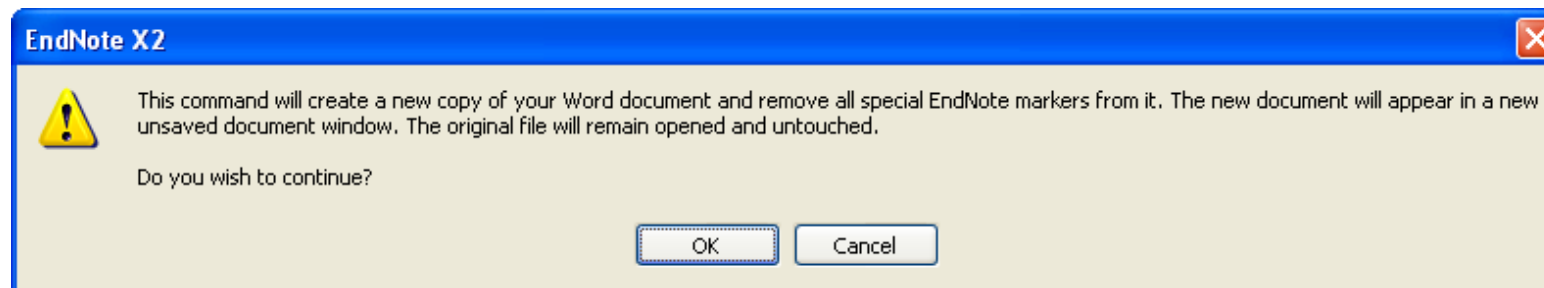 EndNote X2
This command will create a new copy of your Word document and remove all special EndNote markers from it. The new document will appear in a new
unsaved document window. The original file will remain opened and untouched.
Do you wish to continue?
OK
Cancel